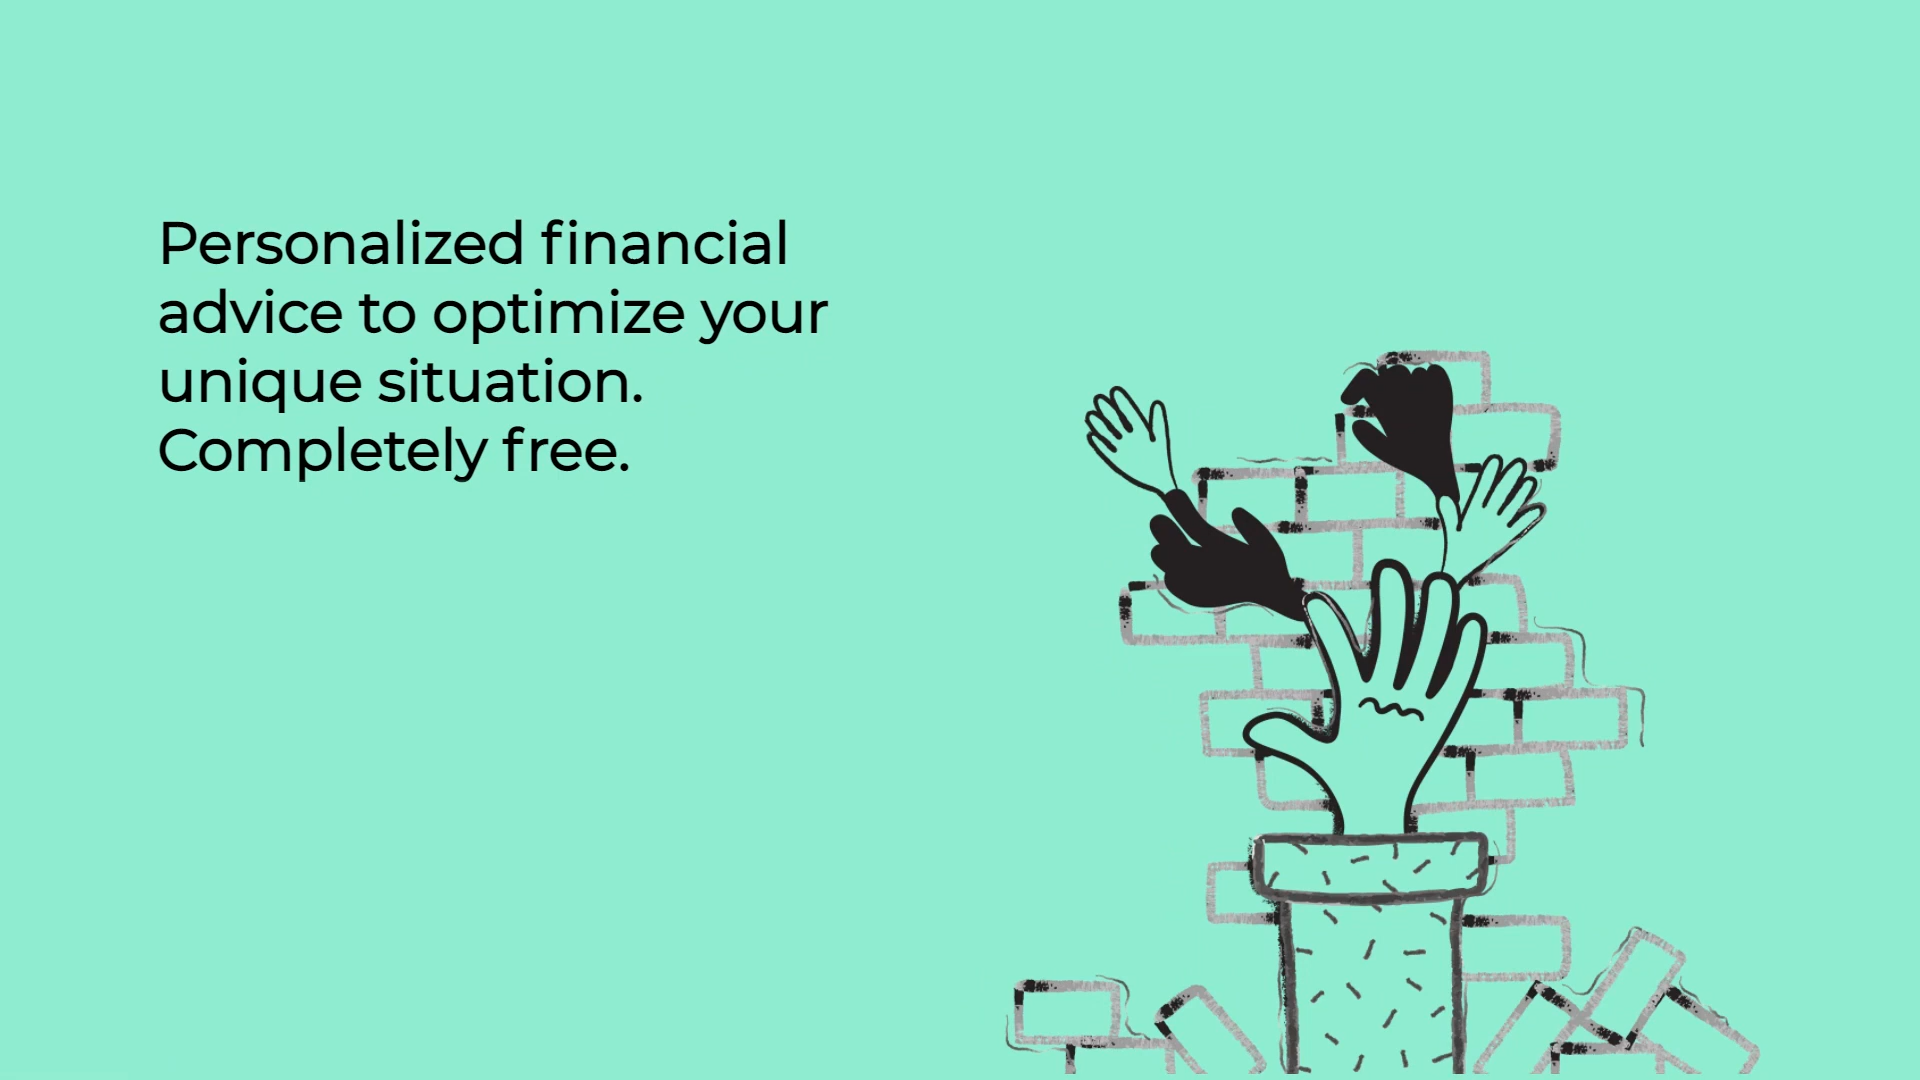 Personalized financial
advice to optimize your
unique situation.
Completely free.